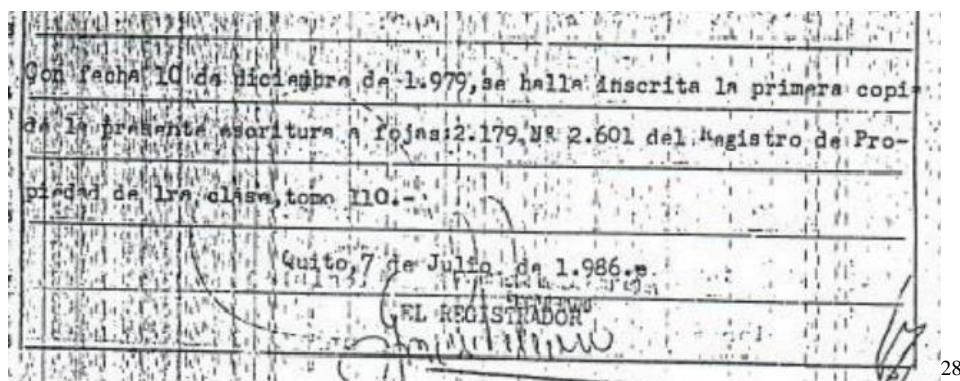 Con fecha 10 de diciembre de 1.979, se halla inscrita la primera copia
de la presente escritura a fojas:2.179,Nº 2.601 del Registro de Pro-
piedad de 1ra clase,tomo 110.-
Quito,7 de Julio de 1.986.-
EL REGISTRADOR
28